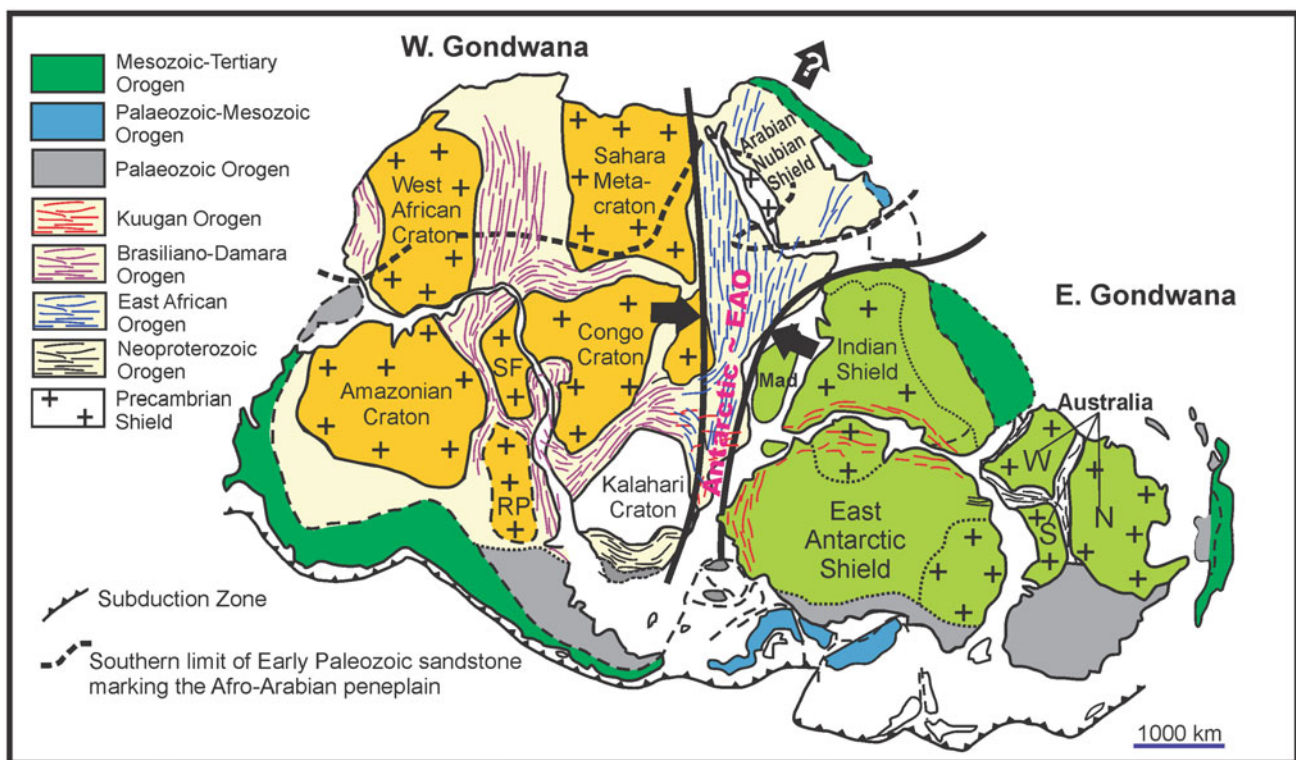 W. Gondwana
?
Mesozoic-Tertiary
Orogen
Palaeozoic-Mesozoic
Orogen
Palaeozoic Orogen
Kuugan Orogen
Brasiliano-Damara
Orogen
East African
Orogen
Neoproterozoic
Orogen
Precambrian
Shield
West
African
Craton
Sahara
Meta-
craton
Arabian
Nubian
Shield
E. Gondwana
Amazonian
Craton
SF
Congo
Craton
Antarctic ~ EAO
Mad
Indian
Shield
Australia
W
N
S
RP
Kalahari
Craton
East
Antarctic
Shield
Subduction Zone
Southern limit of Early Paleozoic sandstone
marking the Afro-Arabian peneplain
1000 km